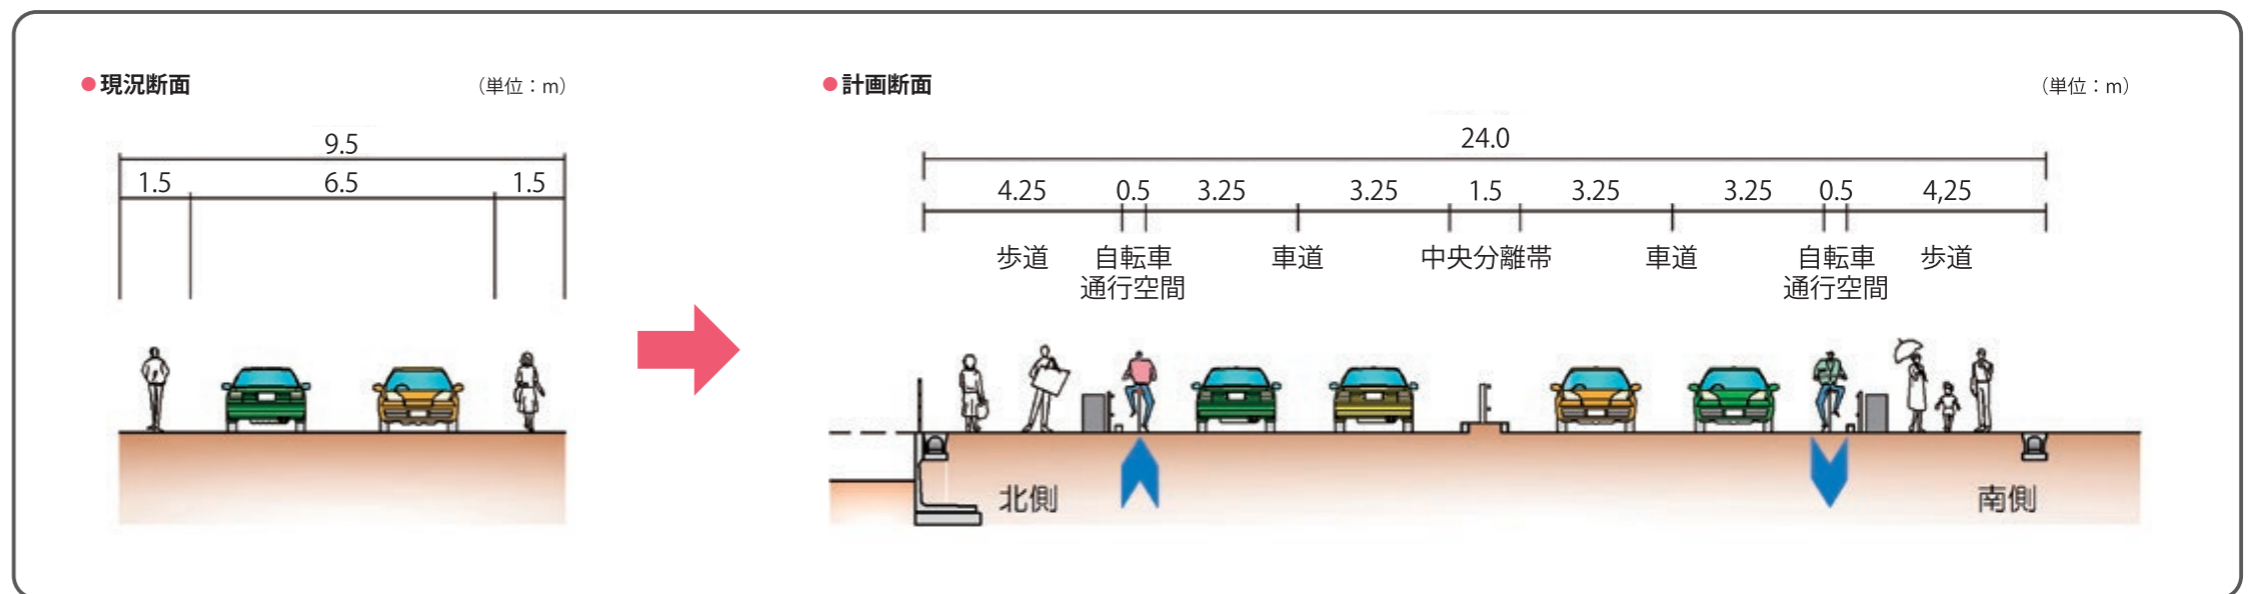 ●現況断面
(単位：m)
9.5
1.5 6.5 1.5
●計画断面
(単位：m)
24.0
4.25 0.5 3.25 3.25 1.5 3.25 3.25 0.5 4,25
歩道 自転車 車道 中央分離帯 車道 自転車 歩道
通行空間 通行空間
北側 南側